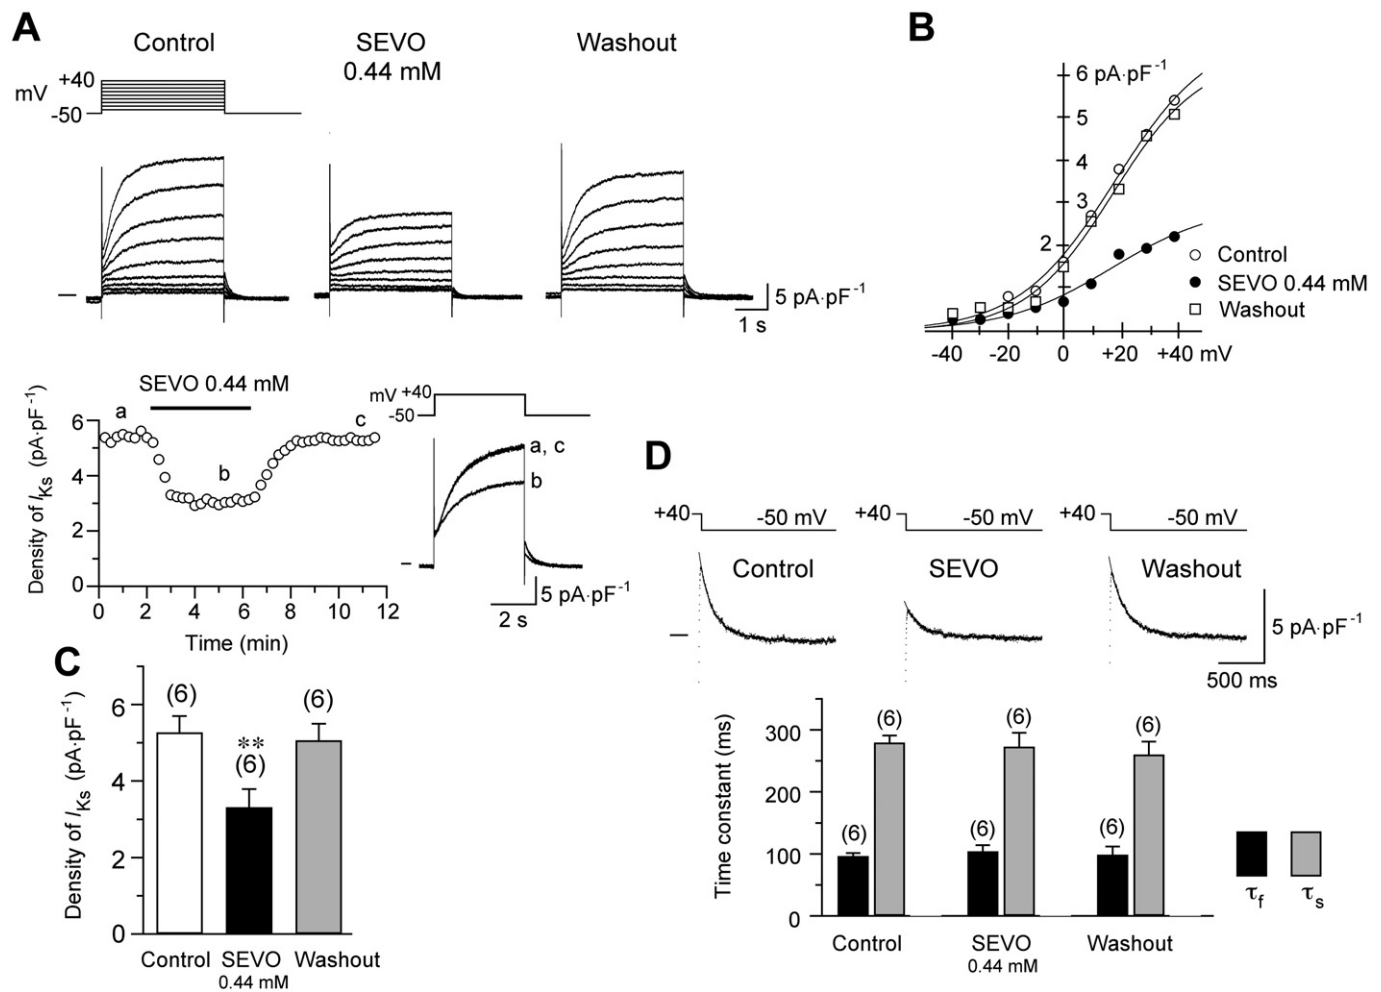 A
Control
SEVO
0.44 mM
Washout
mV
+40
-50
5 pA·pF⁻¹
1 s
SEVO 0.44 mM
Density of IKs (pA·pF⁻¹)
6
4
2
0
a
b
c
0 2 4 6 8 10 12
Time (min)
mV +40
-50
a, c
b
5 pA·pF⁻¹
2 s
B
6 pA·pF⁻¹
5
4
3
2
-40 -20 0 +20 +40 mV
Control
SEVO 0.44 mM
Washout
C
Density of IKs (pA·pF⁻¹)
6
4
2
0
(6)
**
(6)
(6)
Control SEVO Washout
0.44 mM
D
+40 -50 mV
+40 -50 mV
+40 -50 mV
Control
SEVO
Washout
5 pA·pF⁻¹
500 ms
Time constant (ms)
300
200
100
0
(6) (6) (6)
(6) (6) (6)
Control SEVO Washout
0.44 mM
τf τs